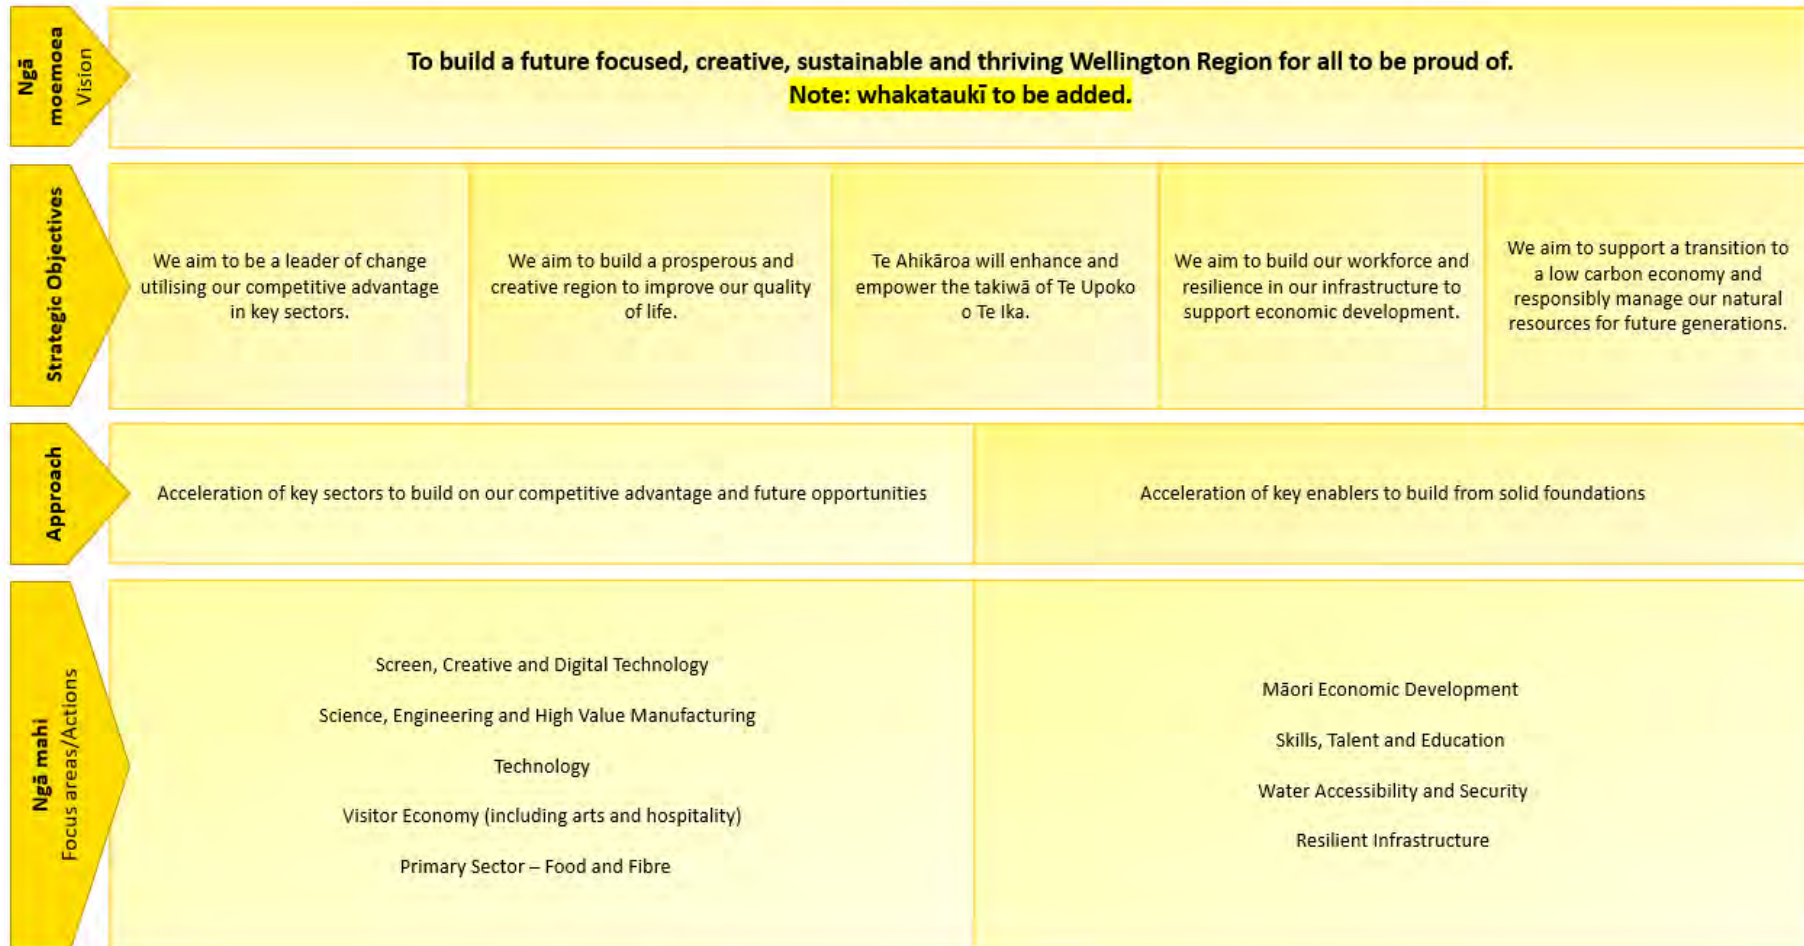 Ngā
moemoea
Vision
To build a future focused, creative, sustainable and thriving Wellington Region for all to be proud of.
Note: whakataukī to be added.
Strategic Objectives
We aim to be a leader of change
utilising our competitive advantage
in key sectors.
We aim to build a prosperous and
creative region to improve our quality
of life.
Te Ahikāroa will enhance and
empower the takiwā of Te Upoko
o Te Ika.
We aim to build our workforce and
resilience in our infrastructure to
support economic development.
We aim to support a transition to
a low carbon economy and
responsibly manage our natural
resources for future generations.
Approach
Acceleration of key sectors to build on our competitive advantage and future opportunities
Acceleration of key enablers to build from solid foundations
Ngā mahi
Focus areas/Actions
Screen, Creative and Digital Technology
Science, Engineering and High Value Manufacturing
Technology
Visitor Economy (including arts and hospitality)
Primary Sector – Food and Fibre
Māori Economic Development
Skills, Talent and Education
Water Accessibility and Security
Resilient Infrastructure